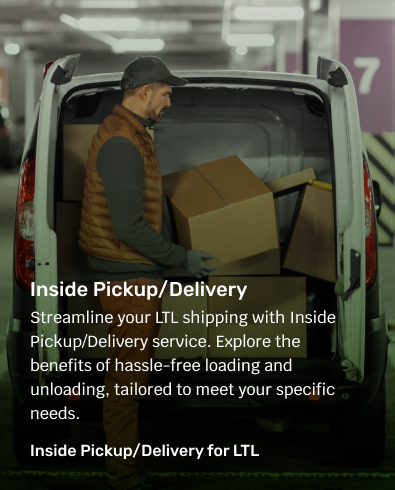 7
Inside Pickup/Delivery
Streamline your LTL shipping with Inside
Pickup/Delivery service. Explore the
benefits of hassle-free loading and
unloading, tailored to meet your specific
needs.
Inside Pickup/Delivery for LTL